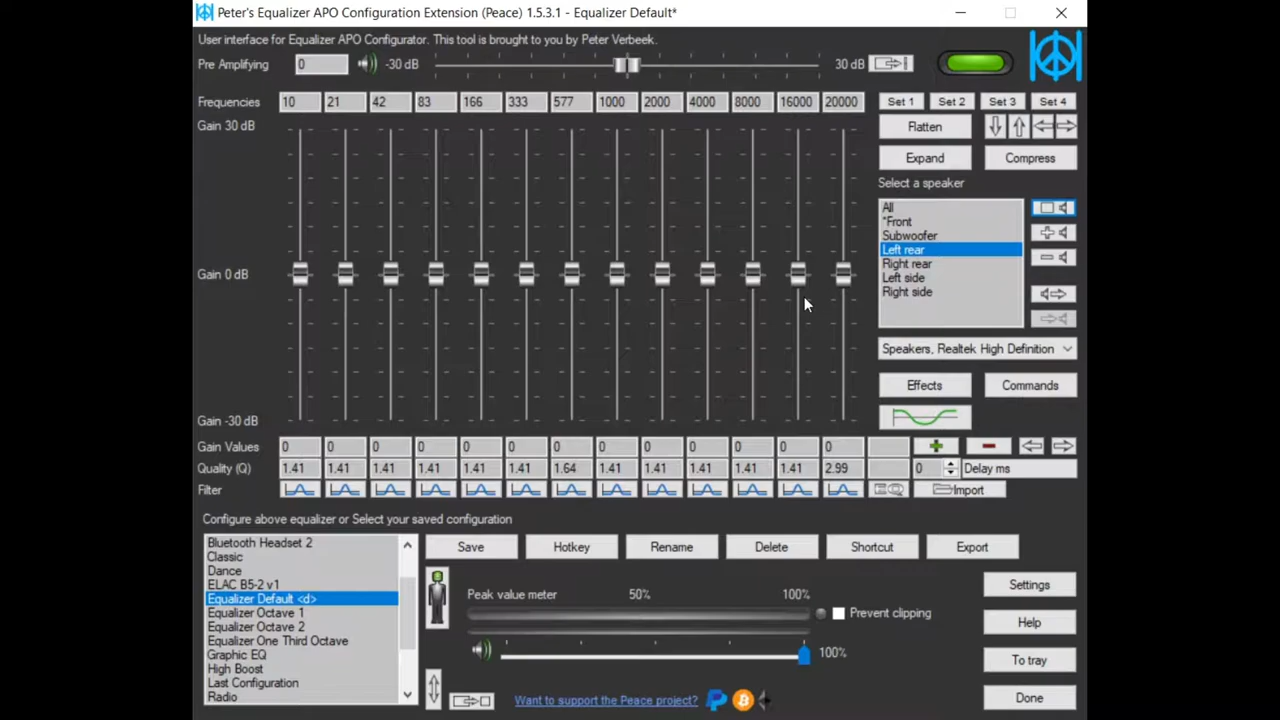 Peter's Equalizer APO Configuration Extension (Peace) 1.5.3.1 - Equalizer Default*
User interface for Equalizer APO Configurator. This tool is brought to you by Peter Verbeek.
Pre Amplifying 0 -30 dB 30 dB
Frequencies 10 21 42 83 166 333 577 1000 2000 4000 8000 16000 20000 Set 1 Set 2 Set 3 Set 4
Gain 30 dB Flatten
Expand Compress
Select a speaker
All
*Front
Subwoofer
Left rear
Right rear
Left side
Right side
Gain 0 dB
Speakers, Realtek High Definition
Effects Commands
Gain -30 dB
Gain Values 0 0 0 0 0 0 0 0 0 0 0 0 0
Quality (Q) 1.41 1.41 1.41 1.41 1.41 1.41 1.64 1.41 1.41 1.41 1.41 1.41 2.99 0 Delay ms
Filter Import
Configure above equalizer or Select your saved configuration
Bluetooth Headset 2
Classic
Dance
ELAC B5-2 v1
Equalizer Default <d>
Equalizer Octave 1
Equalizer Octave 2
Equalizer One Third Octave
Graphic EQ
High Boost
Last Configuration
Radio
Save Hotkey Rename Delete Shortcut Export
Peak value meter 50% 100%
Prevent clipping
100%
Want to support the Peace project?
Settings
Help
To tray
Done